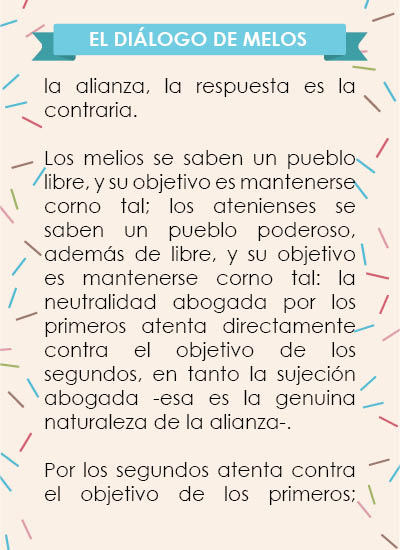 EL DIÁLOGO DE MELOS
la alianza, la respuesta es la
contraria.
Los melios se saben un pueblo
libre, y su objetivo es mantenerse
corno tal; los atenienses se
saben un pueblo poderoso,
además de libre, y su objetivo
es mantenerse corno tal: la
neutralidad abogada por los
primeros atenta directamente
contra el objetivo de los
segundos, en tanto la sujeción
abogada -esa es la genuina
naturaleza de la alianza-.
Por los segundos atenta contra
el objetivo de los primeros;